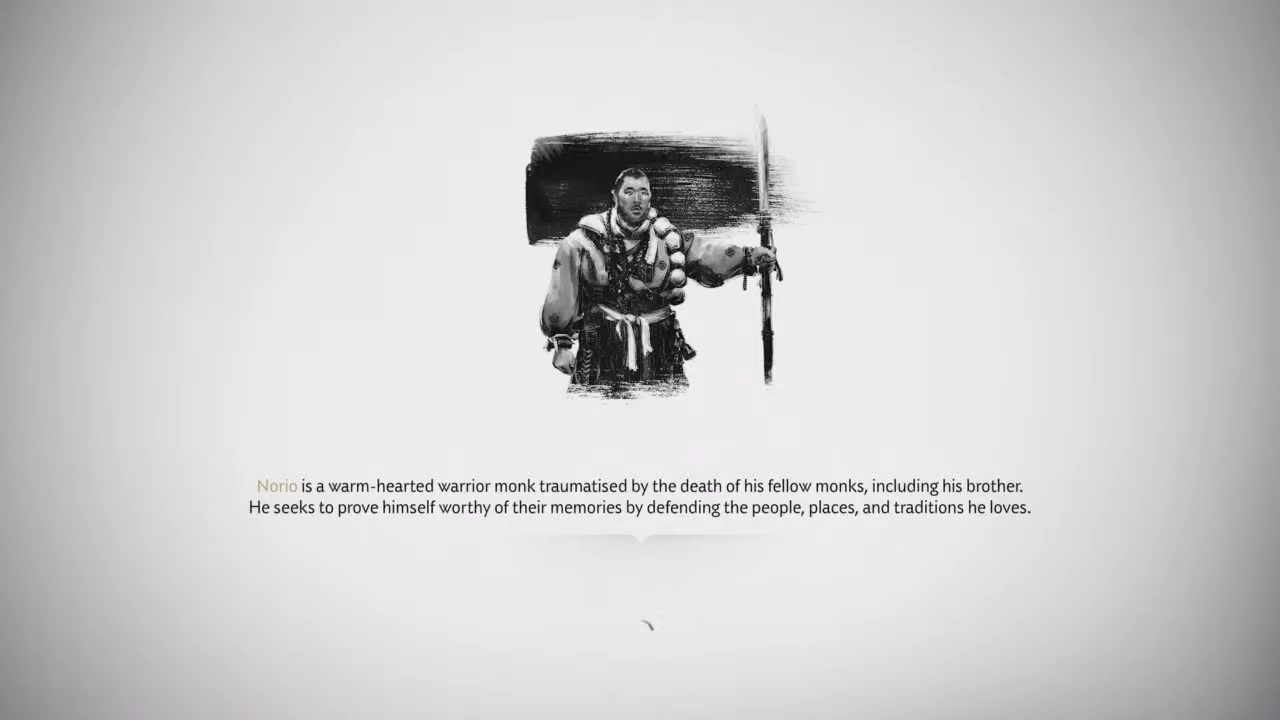 Norio is a warm-hearted warrior monk traumatised by the death of his fellow monks, including his brother.
He seeks to prove himself worthy of their memories by defending the people, places, and traditions he loves.